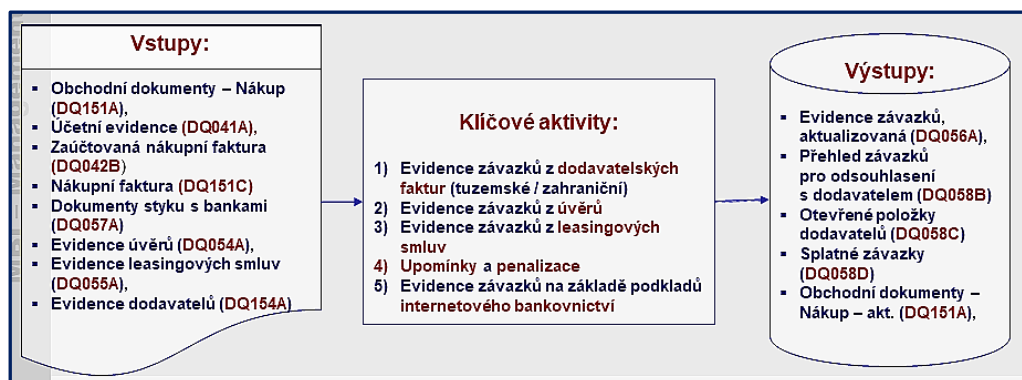 Vstupy:
▪ Obchodní dokumenty – Nákup
(DQ151A),
▪ Účetní evidence (DQ041A),
▪ Zaúčtovaná nákupní faktura
(DQ042B)
▪ Nákupní faktura (DQ151C)
▪ Dokumenty styku s bankami
(DQ057A)
▪ Evidence úvěrů (DQ054A),
▪ Evidence leasingových smluv
(DQ055A),
▪ Evidence dodavatelů (DQ154A)
Klíčové aktivity:
1) Evidence závazků z dodavatelských
faktur (tuzemské / zahraniční)
2) Evidence závazků z úvěrů
3) Evidence závazků z leasingových
smluv
4) Upomínky a penalizace
5) Evidence závazků na základě podkladů
internetového bankovnictví
Výstupy:
▪ Evidence závazků,
aktualizovaná (DQ056A),
▪ Přehled závazků
pro odsouhlasení
s dodavatelem (DQ058B)
▪ Otevřené položky
dodavatelů (DQ058C)
▪ Splatné závazky
(DQ058D)
▪ Obchodní dokumenty –
Nákup – akt. (DQ151A),